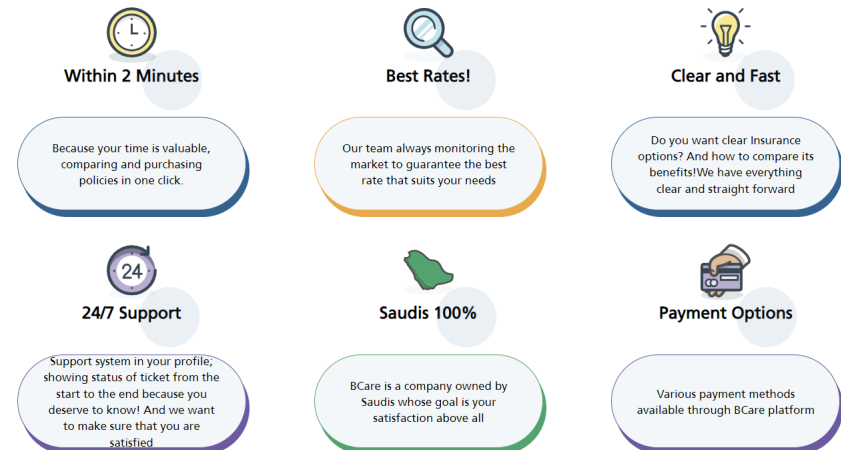 Within 2 Minutes
Best Rates!
Clear and Fast
Because your time is valuable,
comparing and purchasing
policies in one click.
Our team always monitoring the
market to guarantee the best
rate that suits your needs
Do you want clear Insurance
options? And how to compare its
benefits!We have everything
clear and straight forward
24
24/7 Support
Saudis 100%
Payment Options
Support system in your profile;
showing status of ticket from the
start to the end because you
deserve to know! And we want
to make sure that you are
satisfied
BCare is a company owned by
Saudis whose goal is your
satisfaction above all
Various payment methods
available through BCare platform